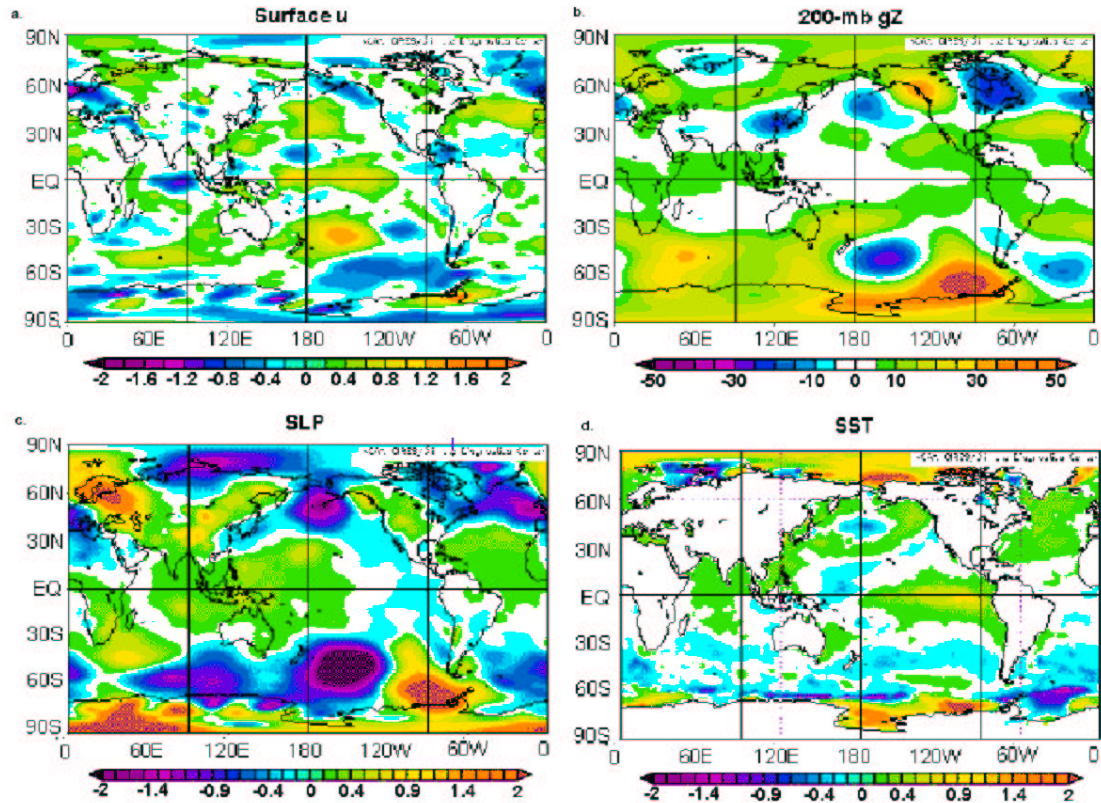 a.
Surface u
90N
60N
30N
EQ
30S
60S
90S
0 60E 120E 180 120W 60W 0
-2 -1.6 -1.2 -0.8 -0.4 0 0.4 0.8 1.2 1.6 2
b.
200-mb gZ
90N
60N
30N
EQ
30S
60S
90S
0 60E 120E 180 120W 60W 0
-50 -30 -10 0 10 30 50
c.
SLP
90N
60N
30N
EQ
30S
60S
90S
0 60E 120E 180 120W 60W 0
-2 -1.4 -0.9 -0.4 0 0.4 0.9 1.4 2
d.
SST
90N
60N
30N
EQ
30S
60S
90S
0 60E 120E 180 120W 60W 0
-2 -1.4 -0.9 -0.4 0 0.4 0.9 1.4 2